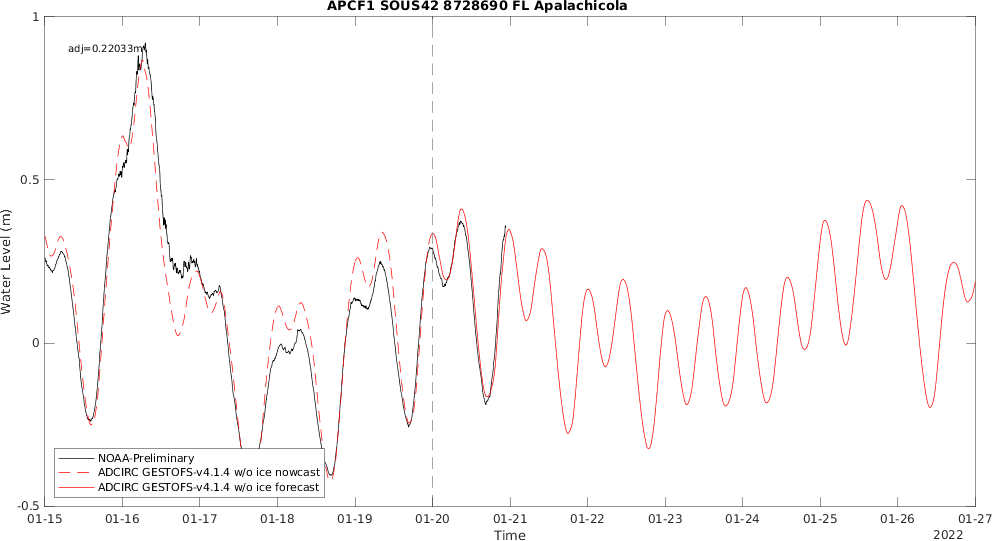 APCF1 SOUS42 8728690 FL Apalachicola
adj=0.22033m
1
0.5
0
-0.5
Water Level (m)
NOAA-Preliminary
ADCIRC GESTOFS-v4.1.4 w/o ice nowcast
ADCIRC GESTOFS-v4.1.4 w/o ice forecast
01-15 01-16 01-17 01-18 01-19 01-20 01-21 01-22 01-23 01-24 01-25 01-26 01-27
Time
2022